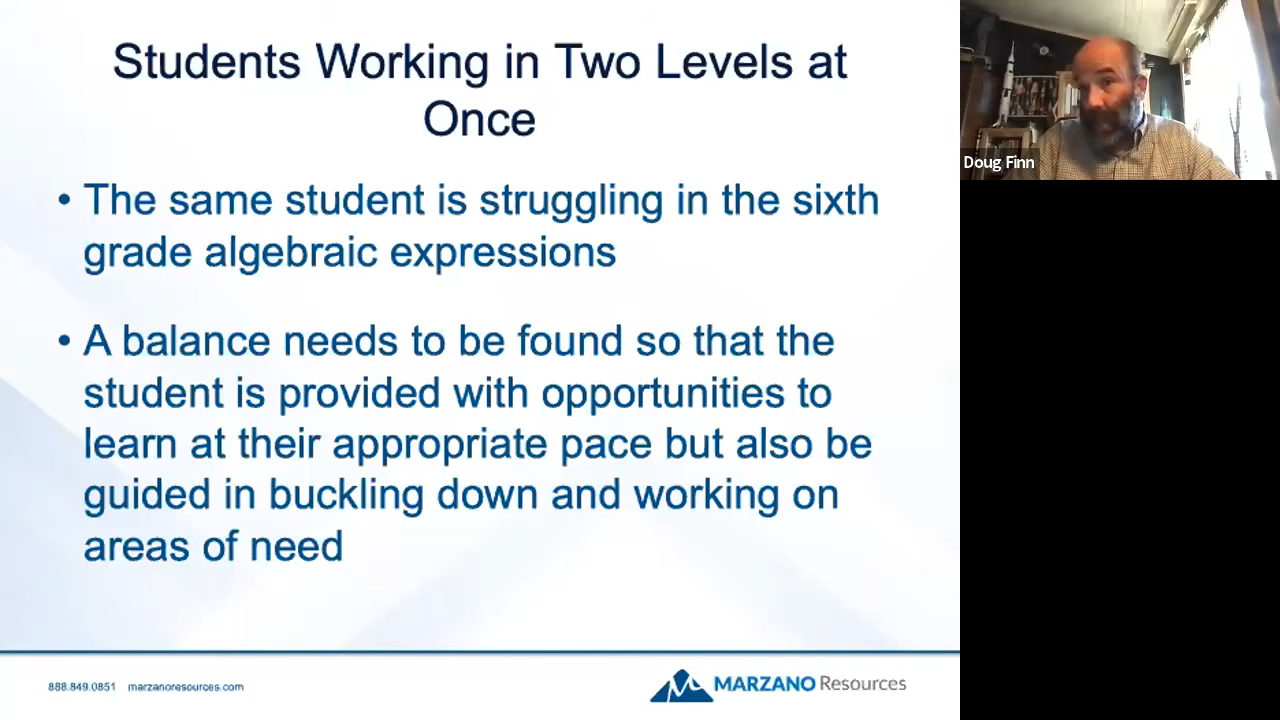 Students Working in Two Levels at
Once
• The same student is struggling in the sixth
grade algebraic expressions
• A balance needs to be found so that the
student is provided with opportunities to
learn at their appropriate pace but also be
guided in buckling down and working on
areas of need
888.849.0851 marzanoresources.com
MARZANO Resources
Doug Finn